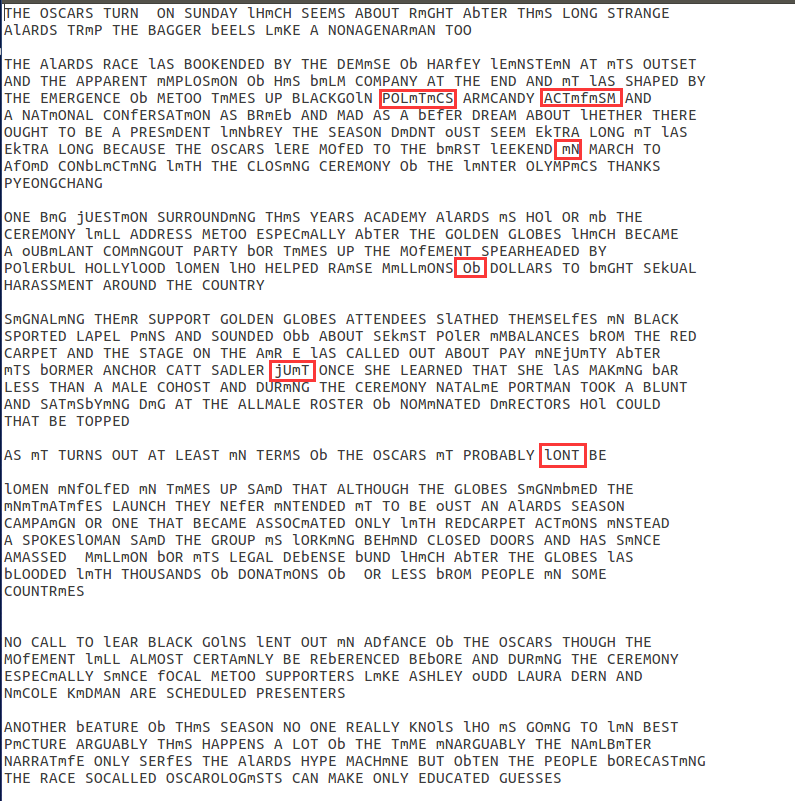 THE OSCARS TURN  ON SUNDAY lHmCH SEEMS ABOUT RmGHT AbTER THmS LONG STRANGE
AlARDS TRmP THE BAGGER bEELS LmKE A NONAGENARmAN TOO

THE AlARDS RACE lAS BOOKENDED BY THE DEMmSE Ob HARfEY lEmNSTEmN AT mTS OUTSET
AND THE APPARENT mMPLOSmON Ob HmS bmLM COMPANY AT THE END AND mT lAS SHAPED BY
THE EMERGENCE Ob METOO TmMES UP BLACKGOlN POLmTmCS ARMCANDY ACTmfmSM AND
A NATmONAL CONfERSATmON AS BRmEb AND MAD AS A bEfER DREAM ABOUT lHETHER THERE
OUGHT TO BE A PRESmDENT lmNbREY THE SEASON DmDNT oUST SEEM EkTRA LONG mT lAS
EkTRA LONG BECAUSE THE OSCARS lERE MOfED TO THE bmRST lEEKEND mN MARCH TO
AfOmD CONbLmCTmNG lmTH THE CLOSmNG CEREMONY Ob THE lmNTER OLYMPmCS THANKS
PYEONGCHANG

ONE BmG jUESTmON SURROUNDmNG THmS YEARS ACADEMY AlARDS mS HOl OR mb THE
CEREMONY lmLL ADDRESS METOO ESPECmALLY AbTER THE GOLDEN GLOBES lHmCH BECAME
A oUBmLANT COMmNGOUT PARTY bOR TmMES UP THE MOfEMENT SPEARHEADED BY
POlERbUL HOLLYlOOD lOMEN lHO HELPED RAmSE MmLLmONS Ob DOLLARS TO bmGHT SEkUAL
HARASSMENT AROUND THE COUNTRY

SmGNALmNG THEmR SUPPORT GOLDEN GLOBES ATTENDEES SlATHED THEMSELfES mN BLACK
SPORTED LAPEL PmNS AND SOUNDED Obb ABOUT SEkmST POlER mMBALANCES bROM THE RED
CARPET AND THE STAGE ON THE AmR E lAS CALLED OUT ABOUT PAY mNEjUmTY AbTER
mTS bORMER ANCHOR CATT SADLER jUmT ONCE SHE LEARNED THAT SHE lAS MAKmNG bAR
LESS THAN A MALE COHOST AND DURmNG THE CEREMONY NATALmE PORTMAN TOOK A BLUNT
AND SATmSbYmNG DmG AT THE ALLMALE ROSTER Ob NOMmNATED DmRECTORS HOl COULD
THAT BE TOPPED

AS mT TURNS OUT AT LEAST mN TERMS Ob THE OSCARS mT PROBABLY lONT BE

lOMEN mNfOLfED mN TmMES UP SAmD THAT ALTHOUGH THE GLOBES SmGNmbmED THE
mNmTmATmfES LAUNCH THEY NEfER mNTENDED mT TO BE oUST AN AlARDS SEASON
CAMPAmGN OR ONE THAT BECAME ASSOCmATED ONLY lmTH REDCARPET ACTmONS mNSTEAD
A SPOKESlOMAN SAmD THE GROUP mS lORKmNG BEHmND CLOSED DOORS AND HAS SmNCE
AMASSED  MmLLmON bOR mTS LEGAL DEbENSE bUND lHmCH AbTER THE GLOBES lAS
bLOODED lmTH THOUSANDS Ob DONATmONS Ob  OR LESS bROM PEOPLE mN SOME
COUNTRmES

NO CALL TO lEAR BLACK GOlNS lENT OUT mN ADfANCE Ob THE OSCARS THOUGH THE
MOfEMENT lmLL ALMOST CERTAmNLY BE REbERENCED BEbORE AND DURmNG THE CEREMONY
ESPECmALLY SmNCE fOCAL METOO SUPPORTERS LmKE ASHLEY oUDD LAURA DERN AND
NmCOLE KmDMAN ARE SCHEDULED PRESENTERS

ANOTHER bEATURE Ob THmS SEASON NO ONE REALLY KNOlS lHO mS GOmNG TO lmN BEST
PmCTURE ARGUABLY THmS HAPPENS A LOT Ob THE TmME mNARGUABLY THE NAmLBmTER
NARRATmfE ONLY SERfES THE AlARDS HYPE MACHmNE BUT ObTEN THE PEOPLE bORECASTmNG
THE RACE SOCALLED OSCAROLOGmSTS CAN MAKE ONLY EDUCATED GUESSES